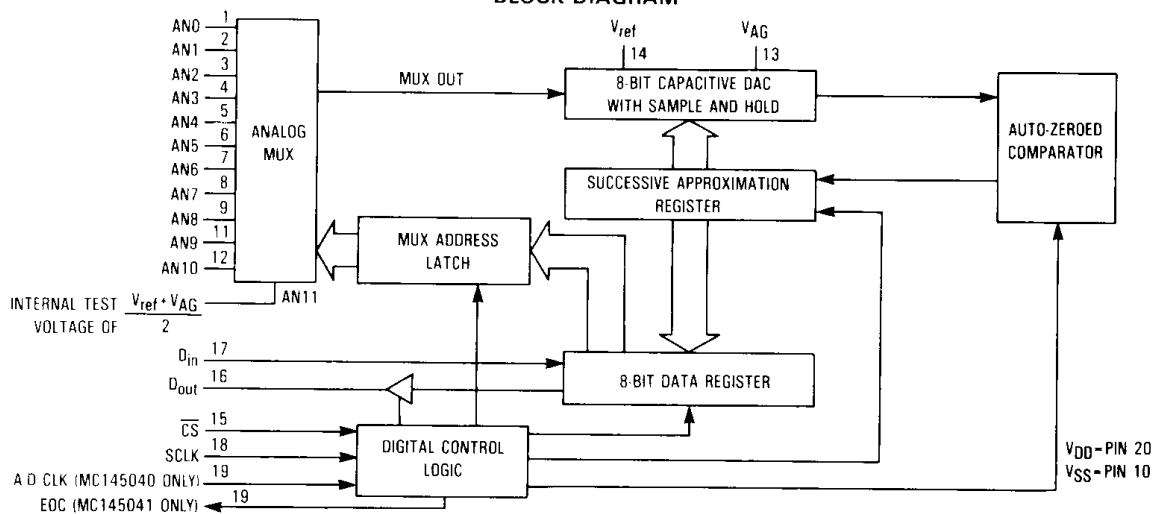 BLOCK DIAGRAM
Vref
14
VAG
13
AN0 1
AN1 2
AN2 3
AN3 4
AN4 5
AN5 6
AN6 7
AN7 8
AN8 9
AN9 11
AN10 12
ANALOG
MUX
MUX OUT
8-BIT CAPACITIVE DAC
WITH SAMPLE AND HOLD
AUTO-ZEROED
COMPARATOR
SUCCESSIVE APPROXIMATION
REGISTER
MUX ADDRESS
LATCH
AN11
INTERNAL TEST
VOLTAGE OF
Vref + VAG
2
Din 17
Dout 16
8-BIT DATA REGISTER
CS 15
SCLK 18
A D CLK (MC145040 ONLY) 19
EOC (MC145041 ONLY) 19
DIGITAL CONTROL
LOGIC
VDD = PIN 20
VSS = PIN 10